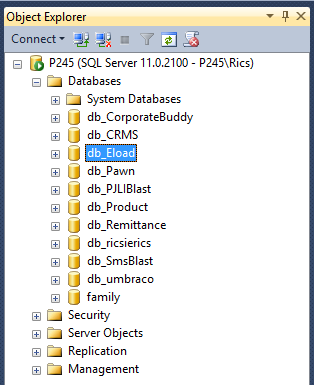 Object Explorer
Connect
P245 (SQL Server 11.0.2100 - P245\Rics)
Databases
System Databases
db_CorporateBuddy
db_CRMS
db_Eload
db_Pawn
db_PJLIBlast
db_Product
db_Remittance
db_ricsierics
db_SmsBlast
db_umbraco
family
Security
Server Objects
Replication
Management